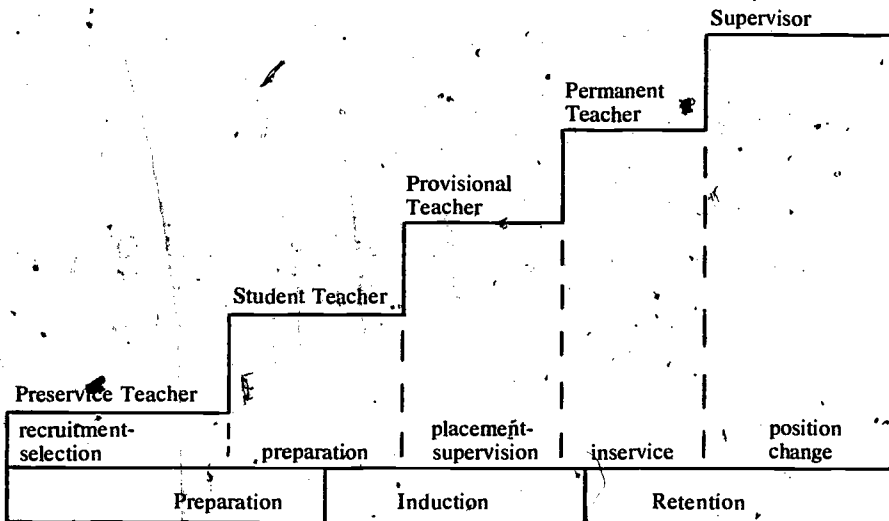 Supervisor
Permanent
Teacher
Provisional
Teacher
Student Teacher
Preservice Teacher
recruitment-
selection
preparation
placement-
supervision
inservice
position
change
Preparation
Induction
Retention